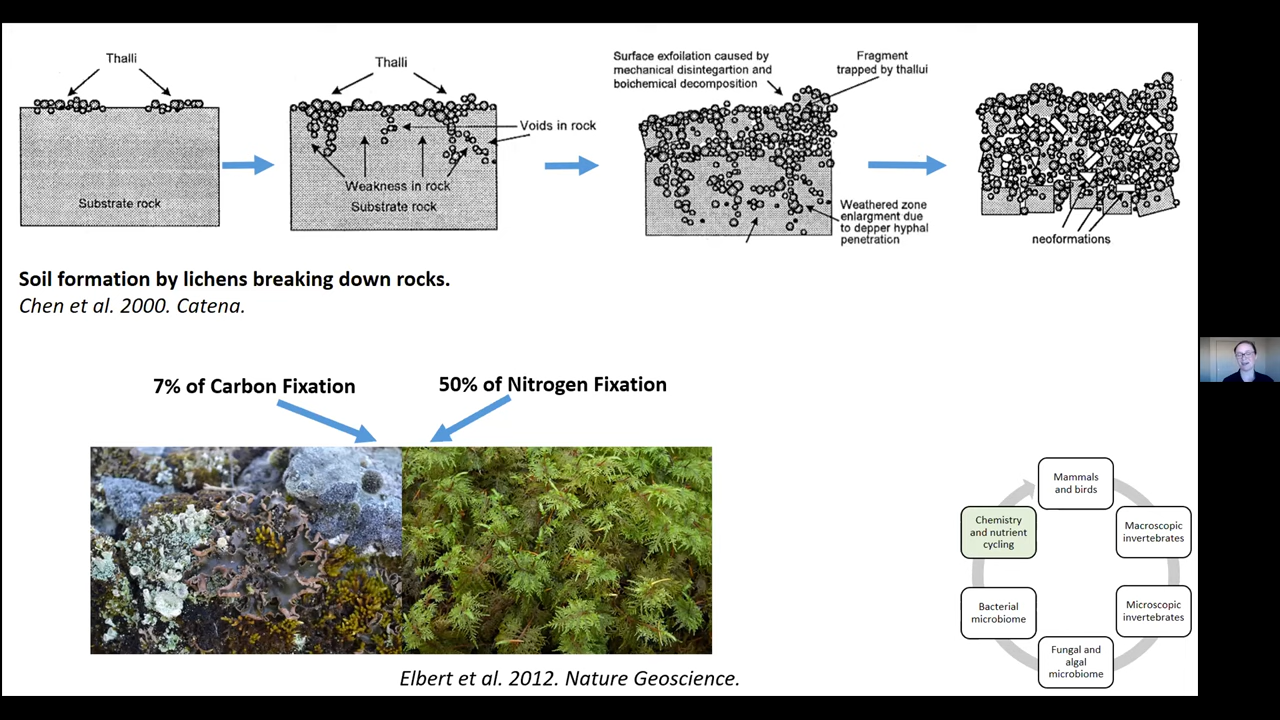 Thalli
Substrate rock
Thalli
Voids in rock
Weakness in rock
Substrate rock
Surface exfoilation caused by
mechanical disintegartion and
boichemical decomposition
Fragment
trapped by thallui
Weathered zone
enlargment due
to depper hyphal
penetration
neoformations
Soil formation by lichens breaking down rocks.
Chen et al. 2000. Catena.
7% of Carbon Fixation
50% of Nitrogen Fixation
Elbert et al. 2012. Nature Geoscience.
Mammals
and birds
Macroscopic
invertebrates
Microscopic
invertebrates
Fungal and
algal
microbiome
Bacterial
microbiome
Chemistry
and nutrient
cycling